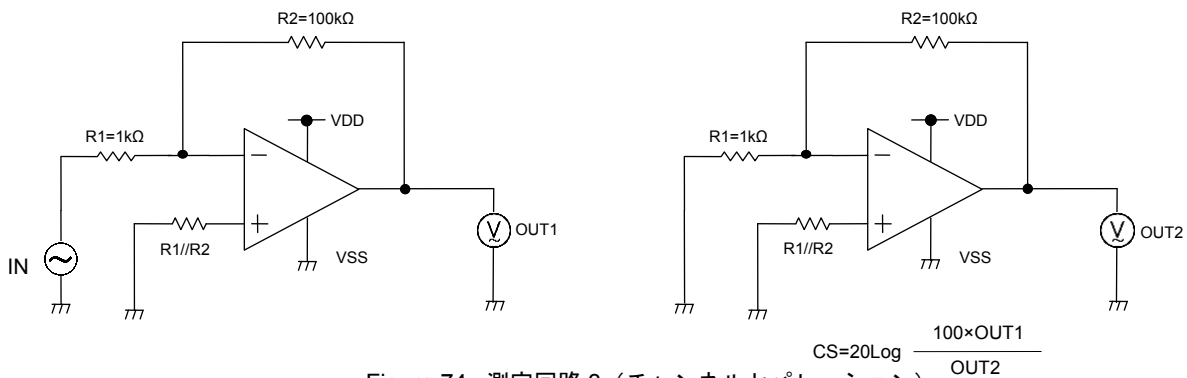 R2=100kΩ
R1=1kΩ
VDD
R1//R2
VSS
OUT1
IN
R2=100kΩ
R1=1kΩ
VDD
R1//R2
VSS
OUT2
CS=20Log
100×OUT1
OUT2